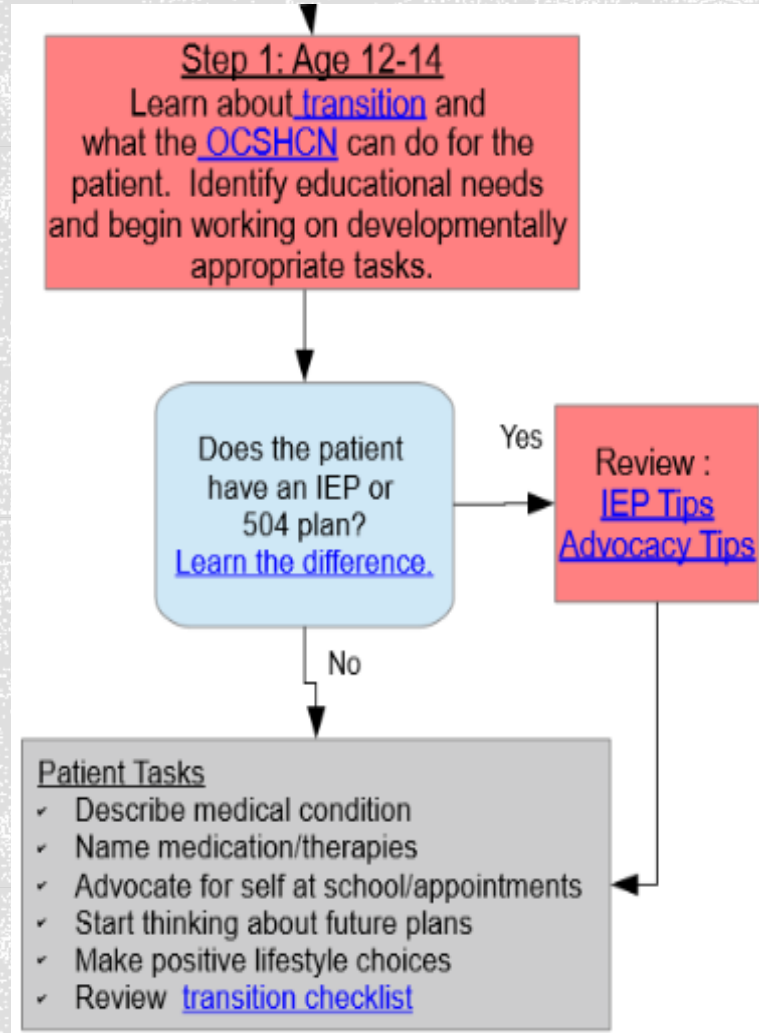 Step 1: Age 12-14
Learn about transition and
what the OCSHCN can do for the
patient. Identify educational needs
and begin working on developmentally
appropriate tasks.
Does the patient
have an IEP or
504 plan?
Learn the difference.
Yes
Review :
IEP Tips
Advocacy Tips
No
Patient Tasks
✓ Describe medical condition
✓ Name medication/therapies
✓ Advocate for self at school/appointments
✓ Start thinking about future plans
✓ Make positive lifestyle choices
✓ Review transition checklist